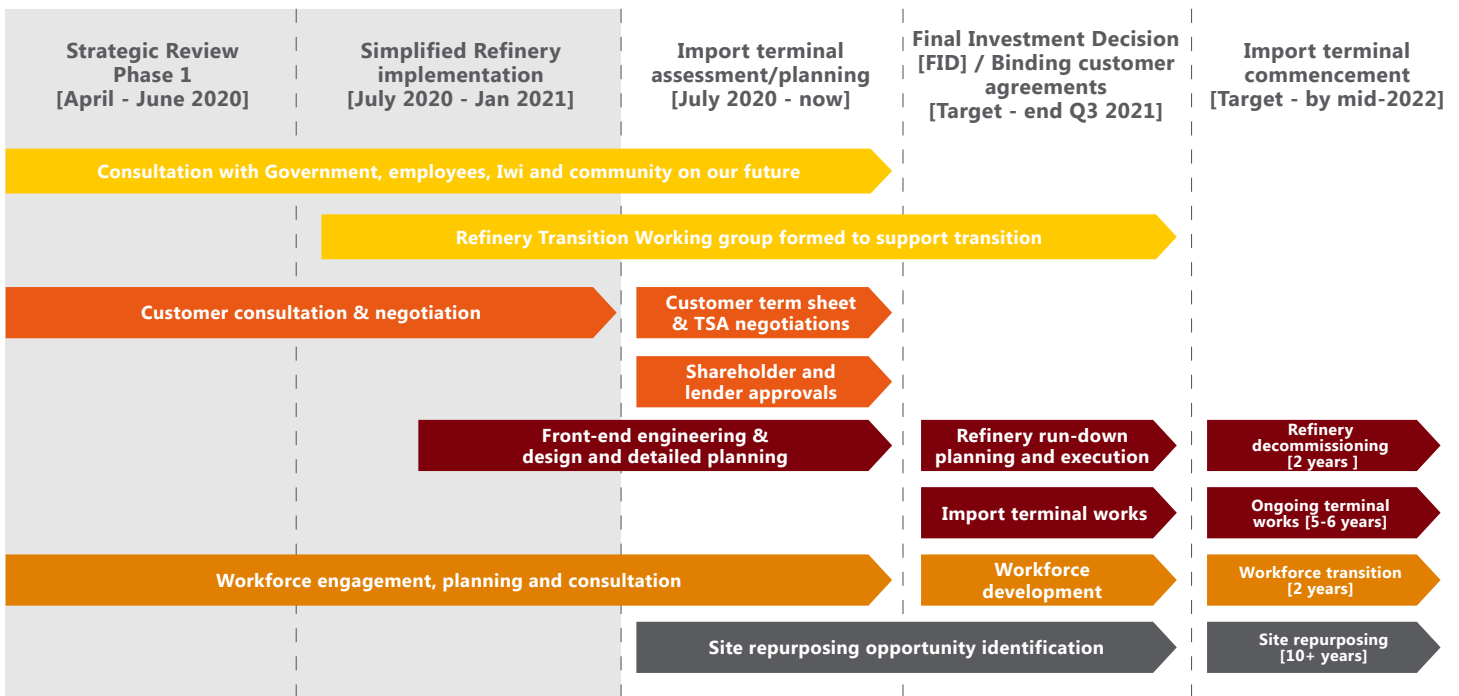 Strategic Review
Phase 1
[April - June 2020]
Simplified Refinery
implementation
[July 2020 - Jan 2021]
Import terminal
assessment/planning
[July 2020 - now]
Final Investment Decision
[FID] / Binding customer
agreements
[Target - end Q3 2021]
Import terminal
commencement
[Target - by mid-2022]
Consultation with Government, employees, Iwi and community on our future
Refinery Transition Working group formed to support transition
Customer consultation & negotiation
Customer term sheet
& TSA negotiations
Shareholder and
lender approvals
Front-end engineering &
design and detailed planning
Refinery run-down
planning and execution
Refinery
decommissioning
[2 years ]
Import terminal works
Ongoing terminal
works [5-6 years]
Workforce engagement, planning and consultation
Workforce
development
Workforce transition
[2 years]
Site repurposing opportunity identification
Site repurposing
[10+ years]